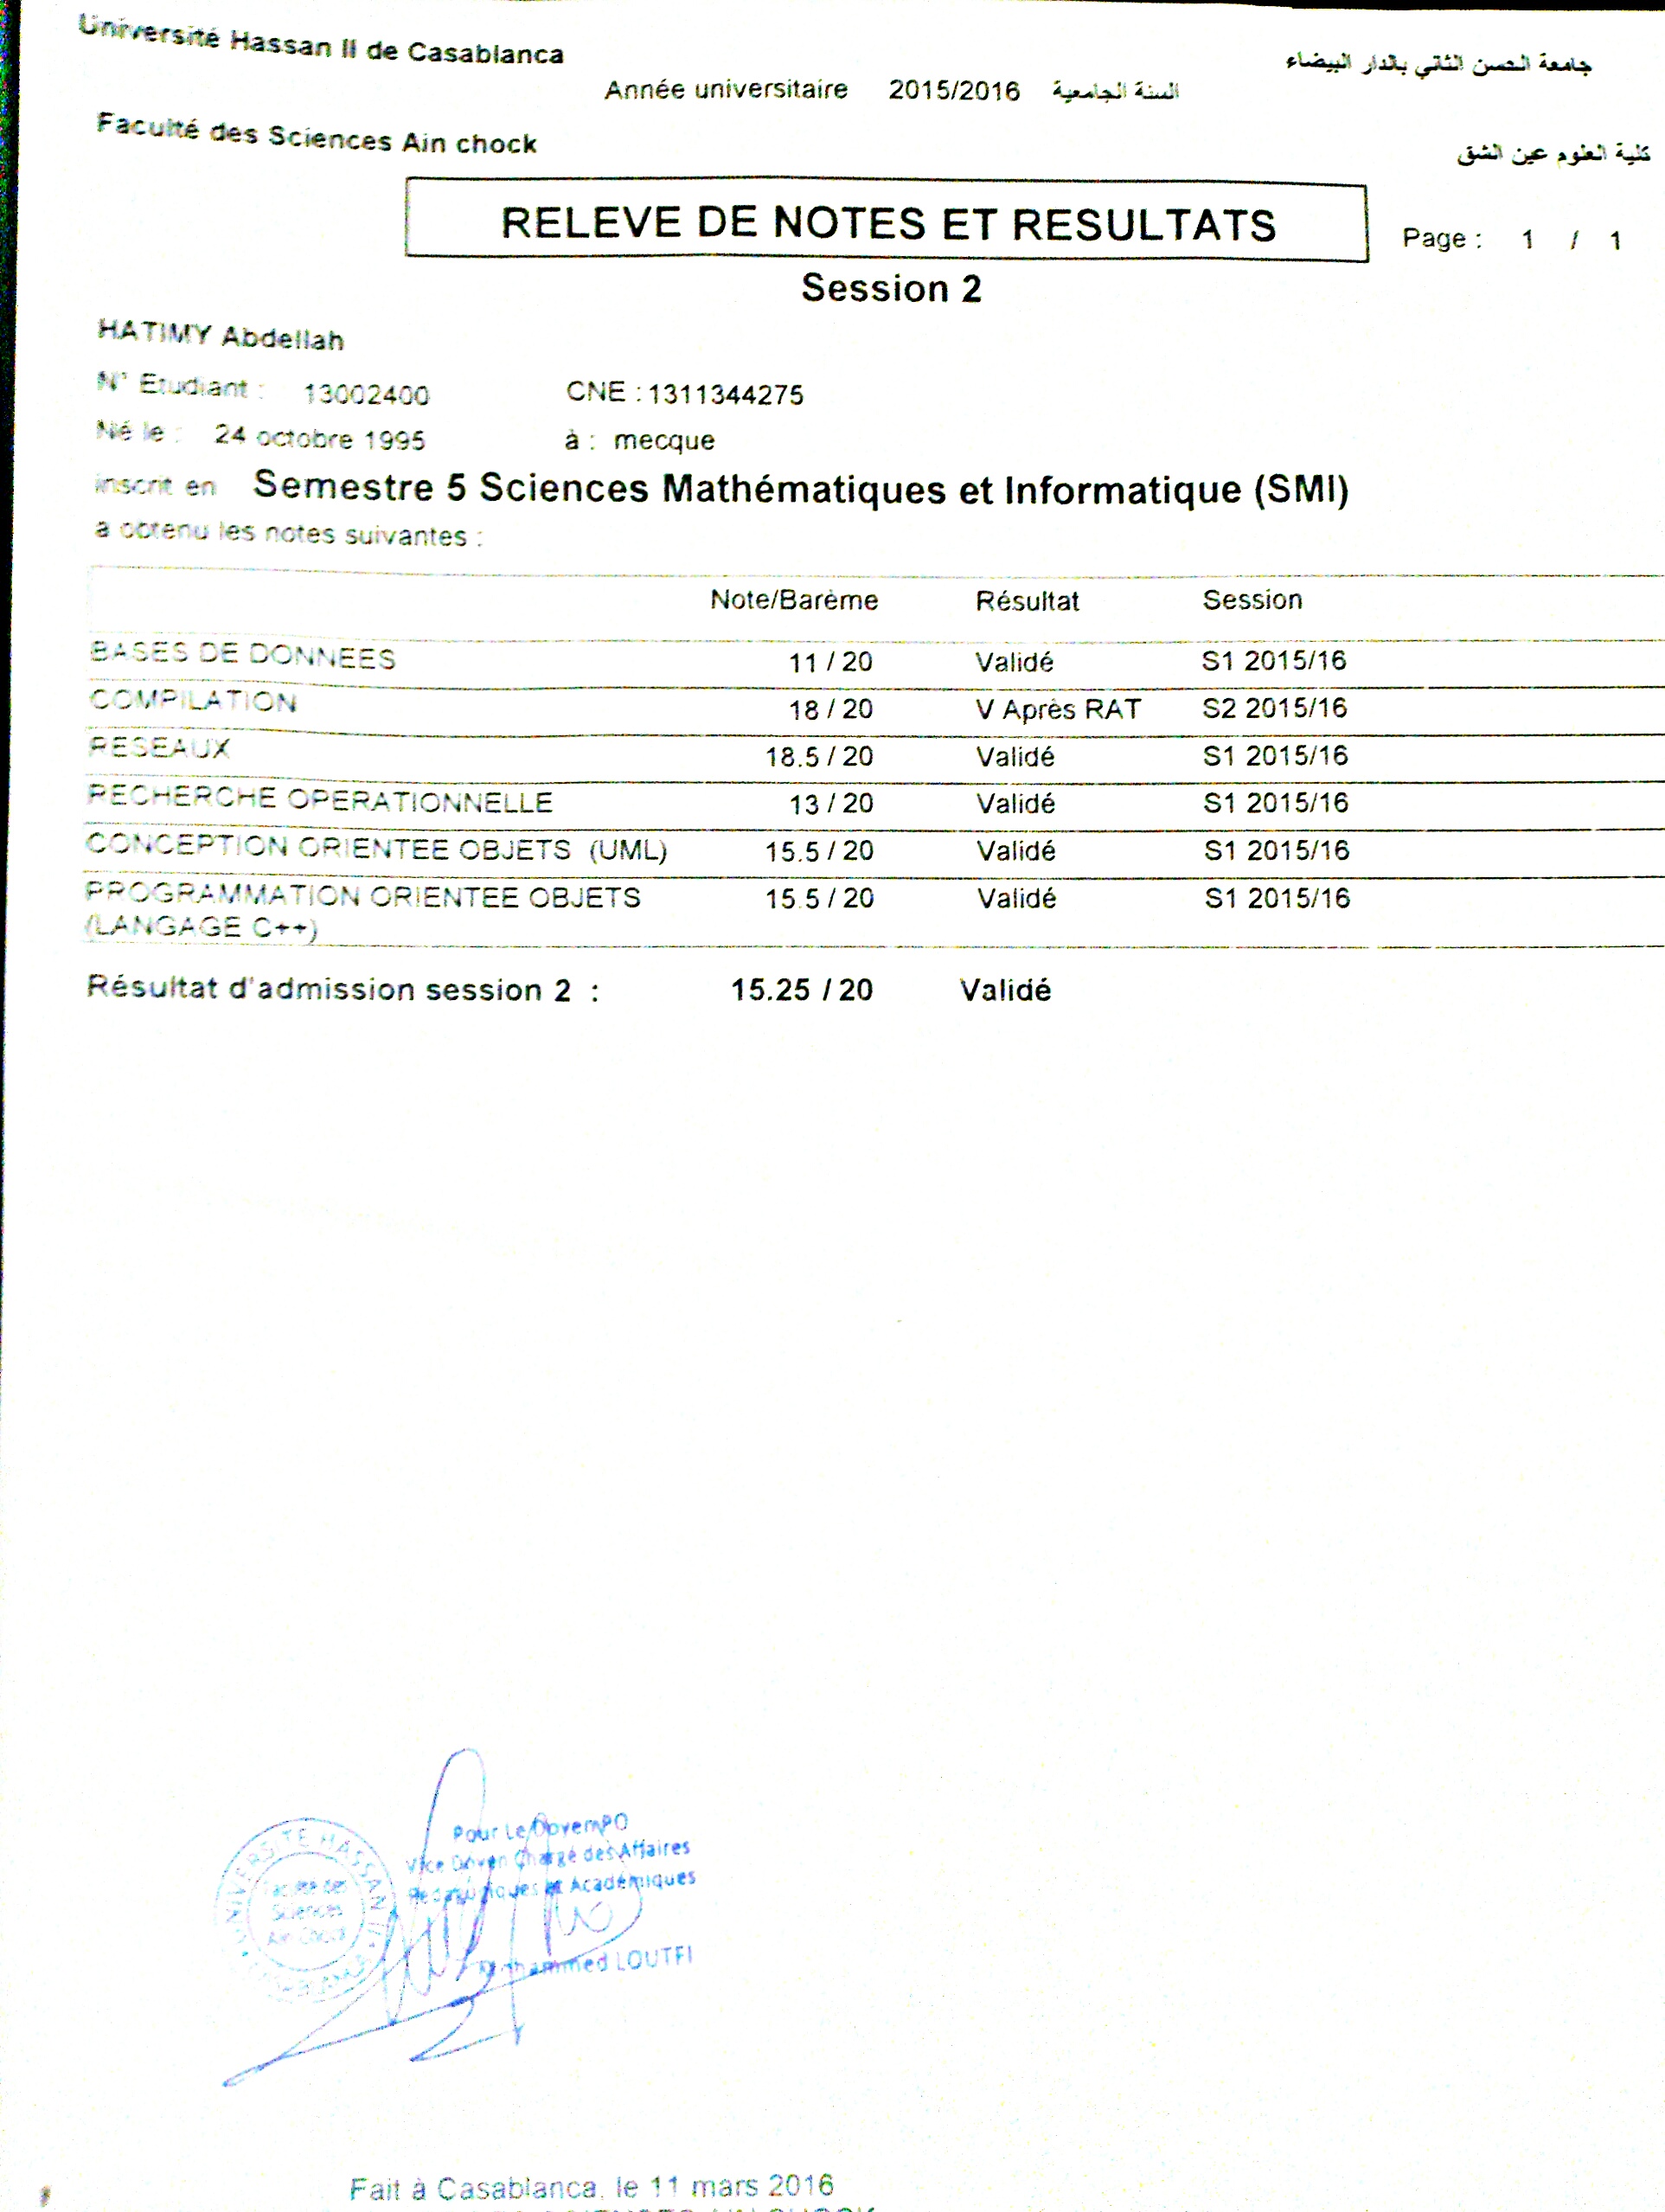 Université Hassan II de Casablanca
جامعة الحسن الثاني بالدار البيضاء
Année universitaire 2015/2016 السنة الجامعية
Faculté des Sciences Ain chock
كلية العلوم عين الشق
RELEVE DE NOTES ET RESULTATS
Page : 1 / 1
Session 2
HATIMY Abdellah
N° Etudiant : 13002400 CNE : 1311344275
Né le : 24 octobre 1995 à : mecque
inscrit en Semestre 5 Sciences Mathématiques et Informatique (SMI)
a obtenu les notes suivantes :
Note/Barème Résultat Session
BASES DE DONNEES 11 / 20 Validé S1 2015/16
COMPILATION 18 / 20 V Après RAT S2 2015/16
RESEAUX 18.5 / 20 Validé S1 2015/16
RECHERCHE OPERATIONNELLE 13 / 20 Validé S1 2015/16
CONCEPTION ORIENTEE OBJETS (UML) 15.5 / 20 Validé S1 2015/16
PROGRAMMATION ORIENTEE OBJETS 15.5 / 20 Validé S1 2015/16
(LANGAGE C++)
Résultat d'admission session 2 : 15.25 / 20 Validé
Pour Le Doyen PO
Vice Doyen Chargé des Affaires
Pédagogiques et Académiques
Mohammed LOUTFI
UNIVERSITE HASSAN II
Faculté des
Sciences
Ain Chock
Fait à Casablanca, le 11 mars 2016